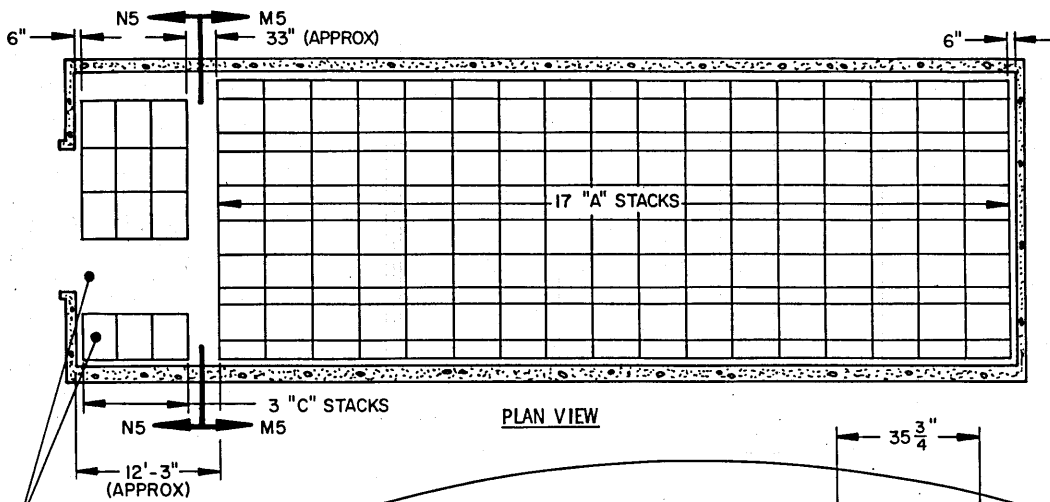 N5 M5
6" 33" (APPROX) 6"
17 "A" STACKS
3 "C" STACKS
N5 M5
PLAN VIEW
12'-3"
(APPROX)
35 3/4"